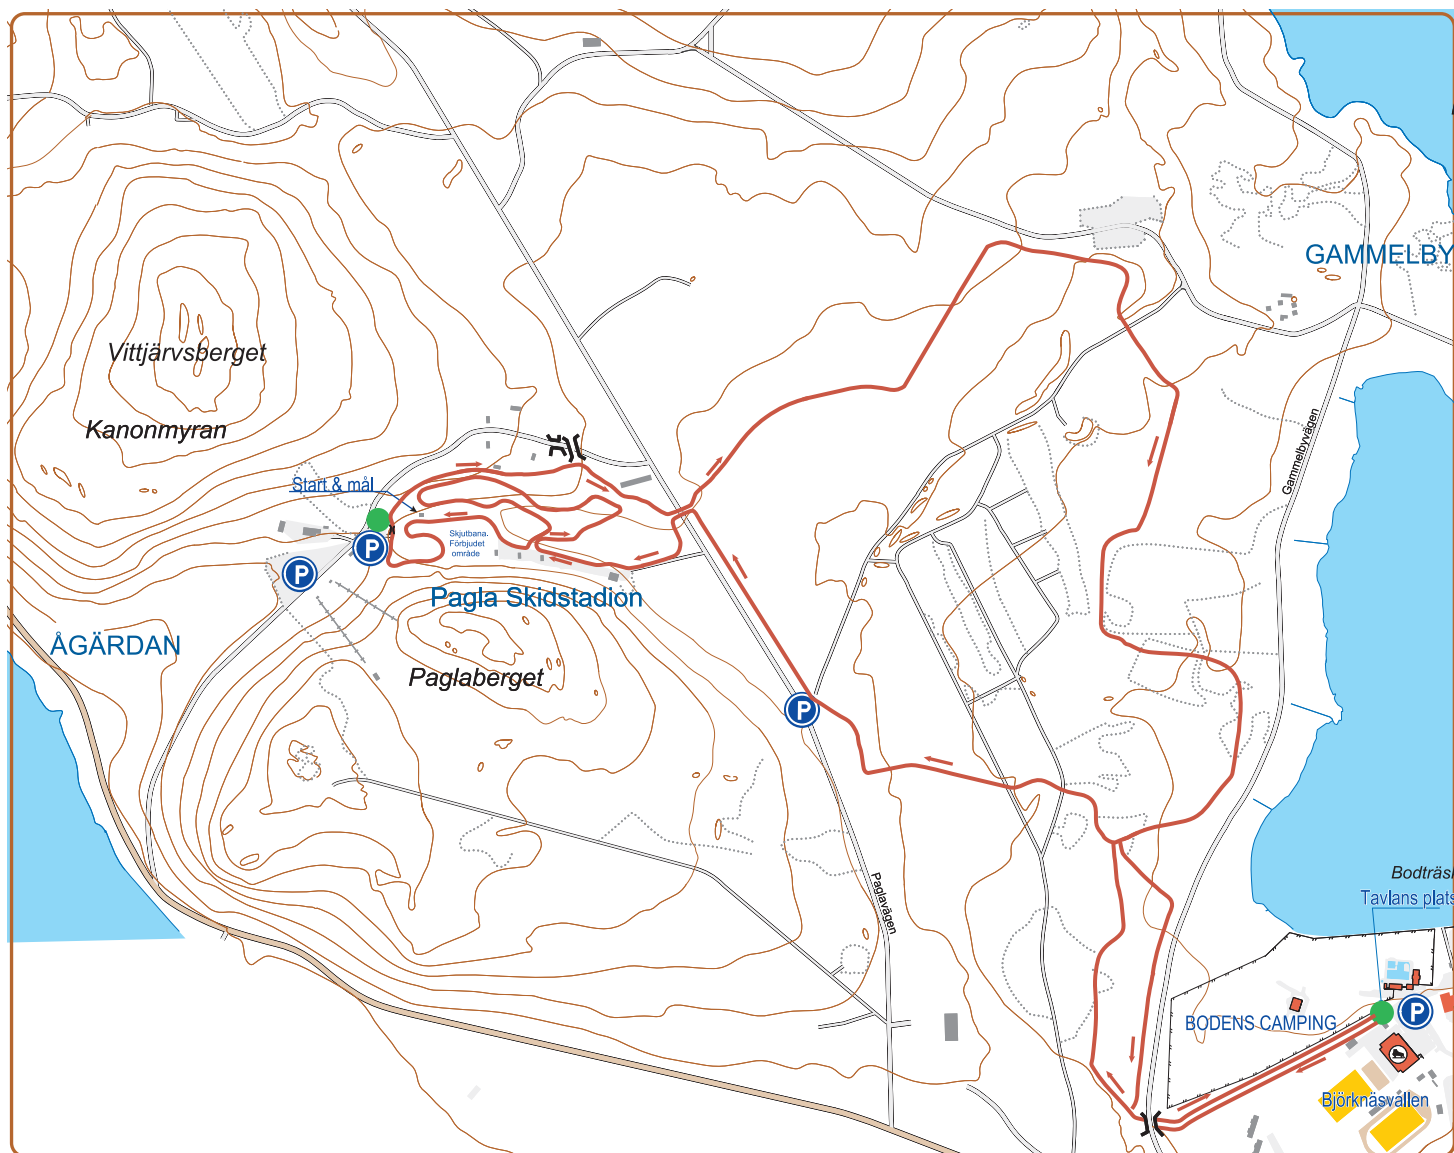 GAMMELBY
Vittjärvsberget
Kanonmyran
Gammelbyvägen
Start & mål
Skjutbana.
Förbjudet
område
P
P
Pagla Skidstadion
ÅGÄRDAN
Paglaberget
P
Paglavägen
Bodträs
Tavlans plats
P
BODENS CAMPING
Björknäsvallen